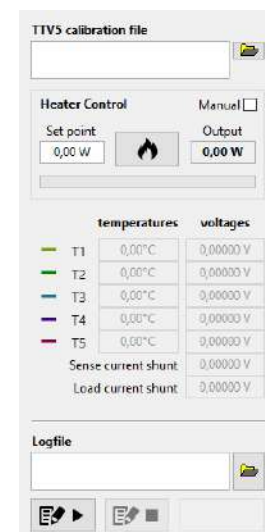 TTV5 calibration file
Heater Control Manual
Set point Output
0,00 W 0,00 W
temperatures voltages
T1 0,00°C 0,00000 V
T2 0,00°C 0,00000 V
T3 0,00°C 0,00000 V
T4 0,00°C 0,00000 V
T5 0,00°C 0,00000 V
Sense current shunt 0,00000 V
Load current shunt 0,00000 V
Logfile